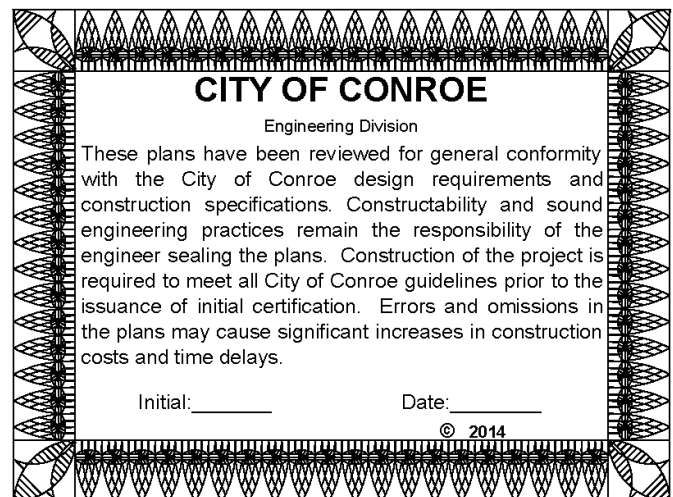 CITY OF CONROE
Engineering Division
These plans have been reviewed for general conformity
with the City of Conroe design requirements and
construction specifications. Constructability and sound
engineering practices remain the responsibility of the
engineer sealing the plans. Construction of the project is
required to meet all City of Conroe guidelines prior to the
issuance of initial certification. Errors and omissions in
the plans may cause significant increases in construction
costs and time delays.
Initial:_______ Date:________
© 2014